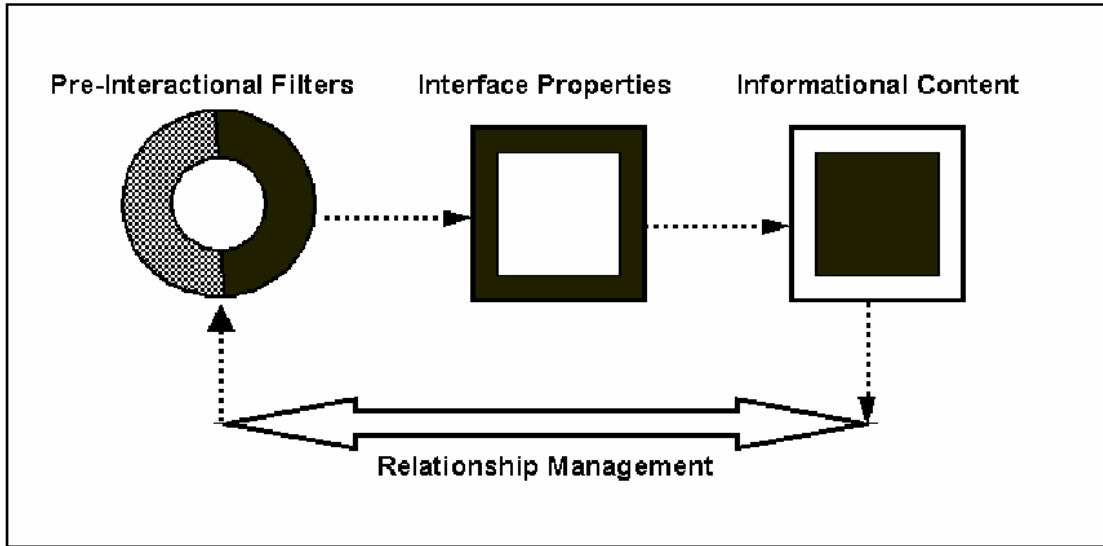 Pre-Interactional Filters
Interface Properties
Informational Content
Relationship Management